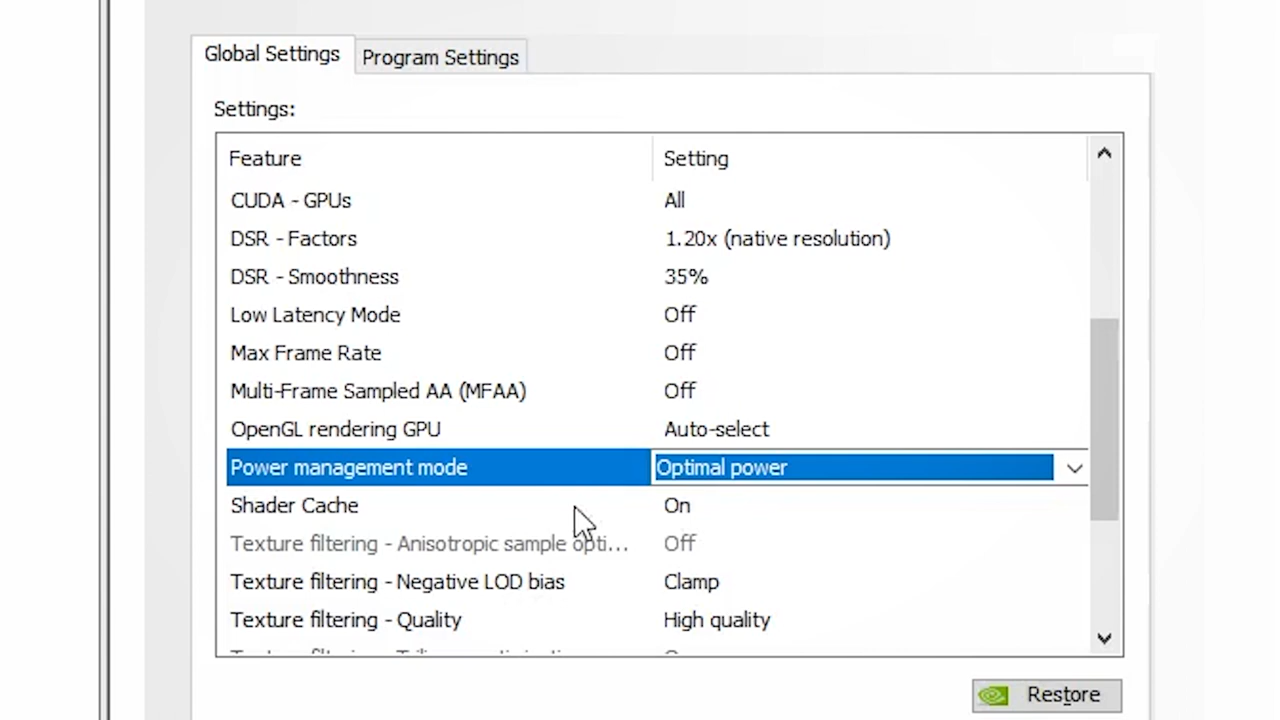 Global Settings Program Settings
Settings:
Feature Setting
CUDA - GPUs All
DSR - Factors 1.20x (native resolution)
DSR - Smoothness 35%
Low Latency Mode Off
Max Frame Rate Off
Multi-Frame Sampled AA (MFAA) Off
OpenGL rendering GPU Auto-select
Power management mode Optimal power
Shader Cache On
Texture filtering - Anisotropic sample opti... Off
Texture filtering - Negative LOD bias Clamp
Texture filtering - Quality High quality
Restore